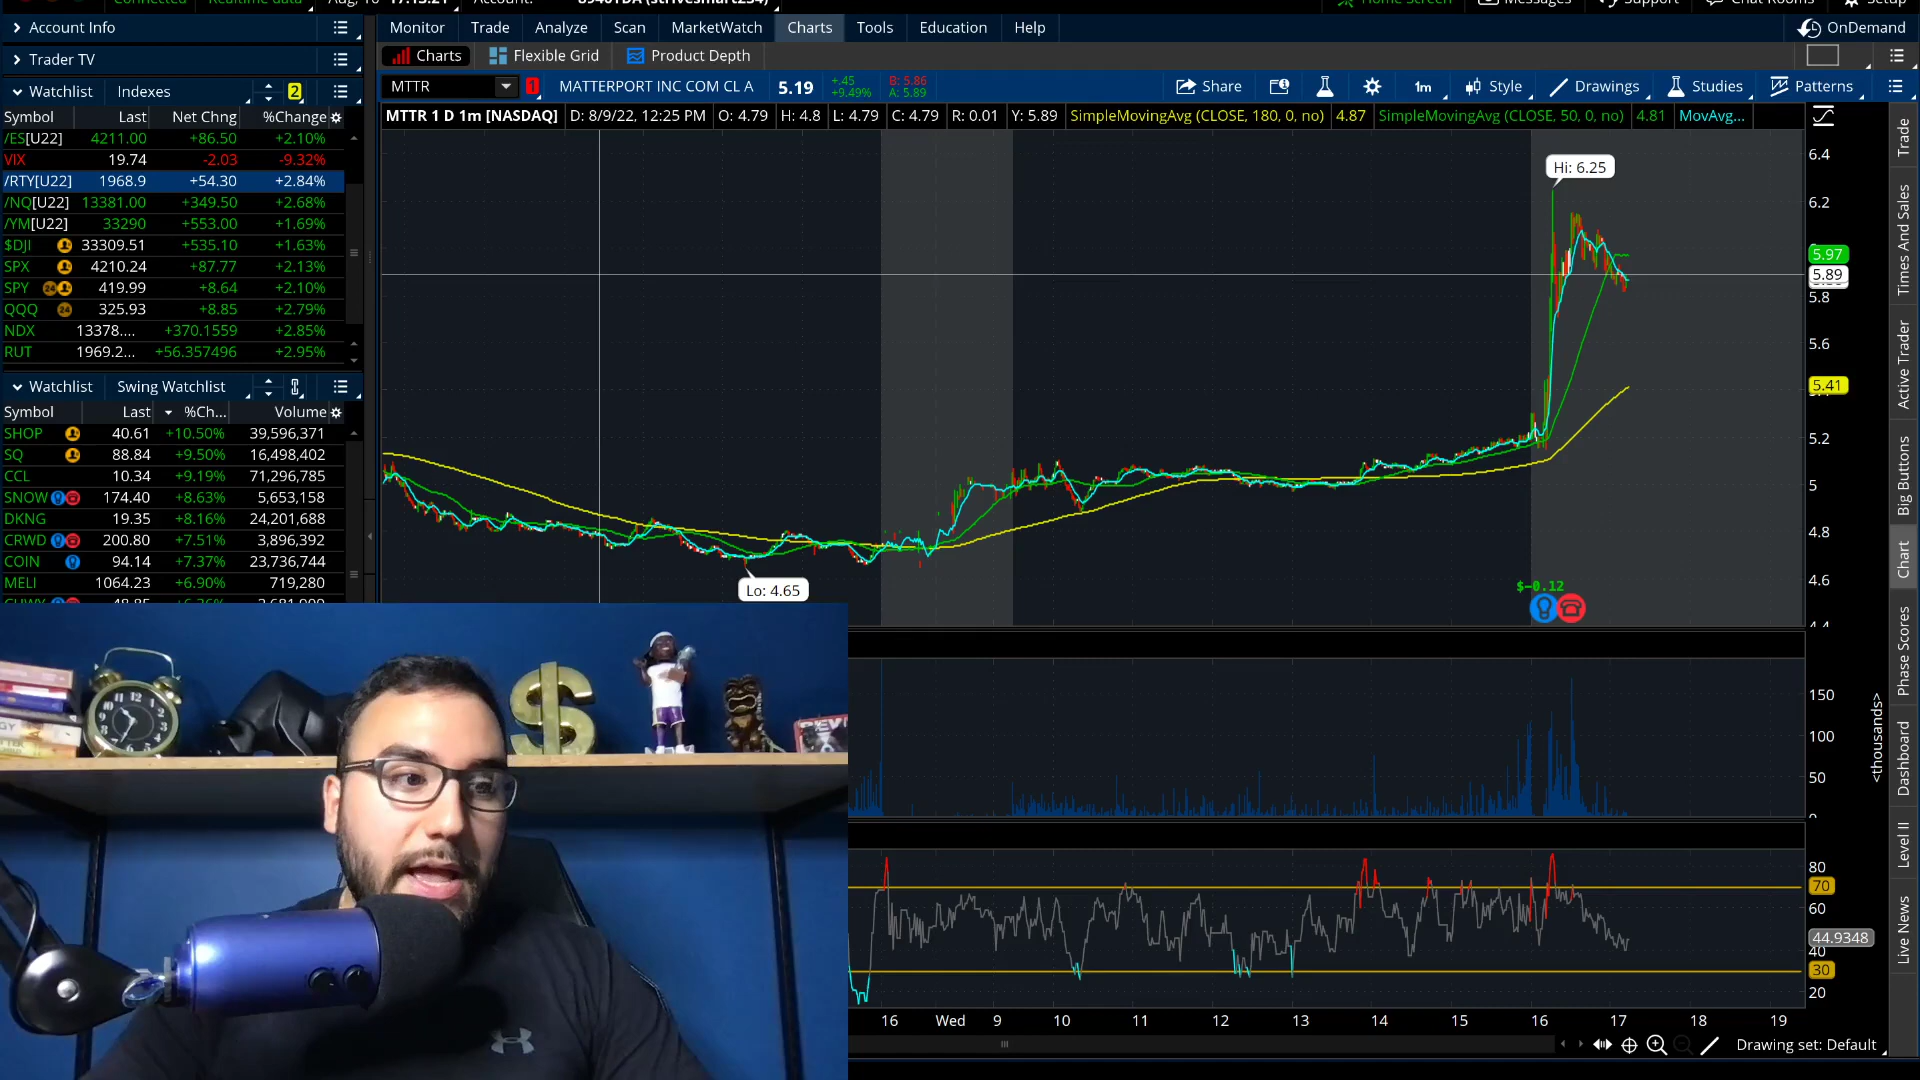 Account Info
Trader TV
Watchlist Indexes 2
Symbol Last Net Chng %Change
/ES[U22] 4211.00 +86.50 +2.10%
VIX 19.74 -2.03 -9.32%
/RTY[U22] 1968.9 +54.30 +2.84%
/NQ[U22] 13381.00 +349.50 +2.68%
/YM[U22] 33290 +553.00 +1.69%
$DJI 33309.51 +535.10 +1.63%
SPX 4210.24 +87.77 +2.13%
SPY 24 419.99 +8.64 +2.10%
QQQ 24 325.93 +8.85 +2.79%
NDX 13378.... +370.1559 +2.85%
RUT 1969.2... +56.357496 +2.95%
Watchlist Swing Watchlist
Symbol Last %Ch... Volume
SHOP 40.61 +10.50% 39,596,371
SQ 88.84 +9.50% 16,498,402
CCL 10.34 +9.19% 71,296,785
SNOW 174.40 +8.63% 5,653,158
DKNG 19.35 +8.16% 24,201,688
CRWD 200.80 +7.51% 3,896,392
COIN 94.14 +7.37% 23,736,744
MELI 1064.23 +6.90% 719,280
Monitor Trade Analyze Scan MarketWatch Charts Tools Education Help OnDemand
Charts Flexible Grid Product Depth
MTTR 1 MATTERPORT INC COM CL A 5.19 +.45 +9.49% B: 5.86 A: 5.89 Share 1m Style Drawings Studies Patterns
MTTR 1 D 1m [NASDAQ] D: 8/9/22, 12:25 PM O: 4.79 H: 4.8 L: 4.79 C: 4.79 R: 0.01 Y: 5.89 SimpleMovingAvg (CLOSE, 180, 0, no) 4.87 SimpleMovingAvg (CLOSE, 50, 0, no) 4.81 MovAvg...
6.4
Hi: 6.25
6.2
5.97
5.89
5.8
5.6
5.41
5.2
5
4.8
4.6
Lo: 4.65
$-0.12
150
100
50
<thousands>
80
70
60
44.9348
40
30
20
16 Wed 9 10 11 12 13 14 15 16 17 18 19
Drawing set: Default
Trade
Times And Sales
Active Trader
Big Buttons
Chart
Phase Scores
Dashboard
Level II
Live News